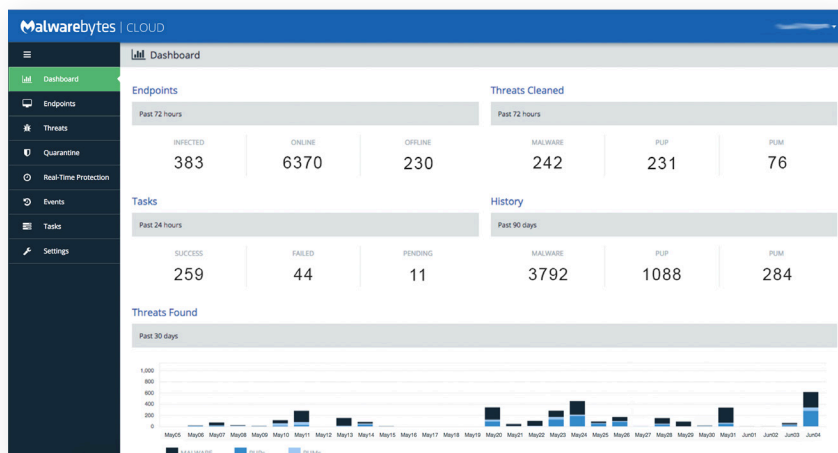 Malwarebytes | CLOUD
Dashboard
Dashboard
Endpoints
Threats
Quarantine
Real-Time Protection
Events
Tasks
Settings
Endpoints
Past 72 hours
INFECTED ONLINE OFFLINE
383 6370 230
Threats Cleaned
Past 72 hours
MALWARE PUP PUM
242 231 76
Tasks
Past 24 hours
SUCCESS FAILED PENDING
259 44 11
History
Past 90 days
MALWARE PUP PUM
3792 1088 284
Threats Found
Past 30 days
1,000
800
600
400
200
0
May05 May06 May07 May08 May09 May10 May11 May12 May13 May14 May15 May16 May17 May18 May19 May20 May21 May22 May23 May24 May25 May26 May27 May28 May29 May30 May31 Jun01 Jun02 Jun03 Jun04
MALWARE PUPs PUMs